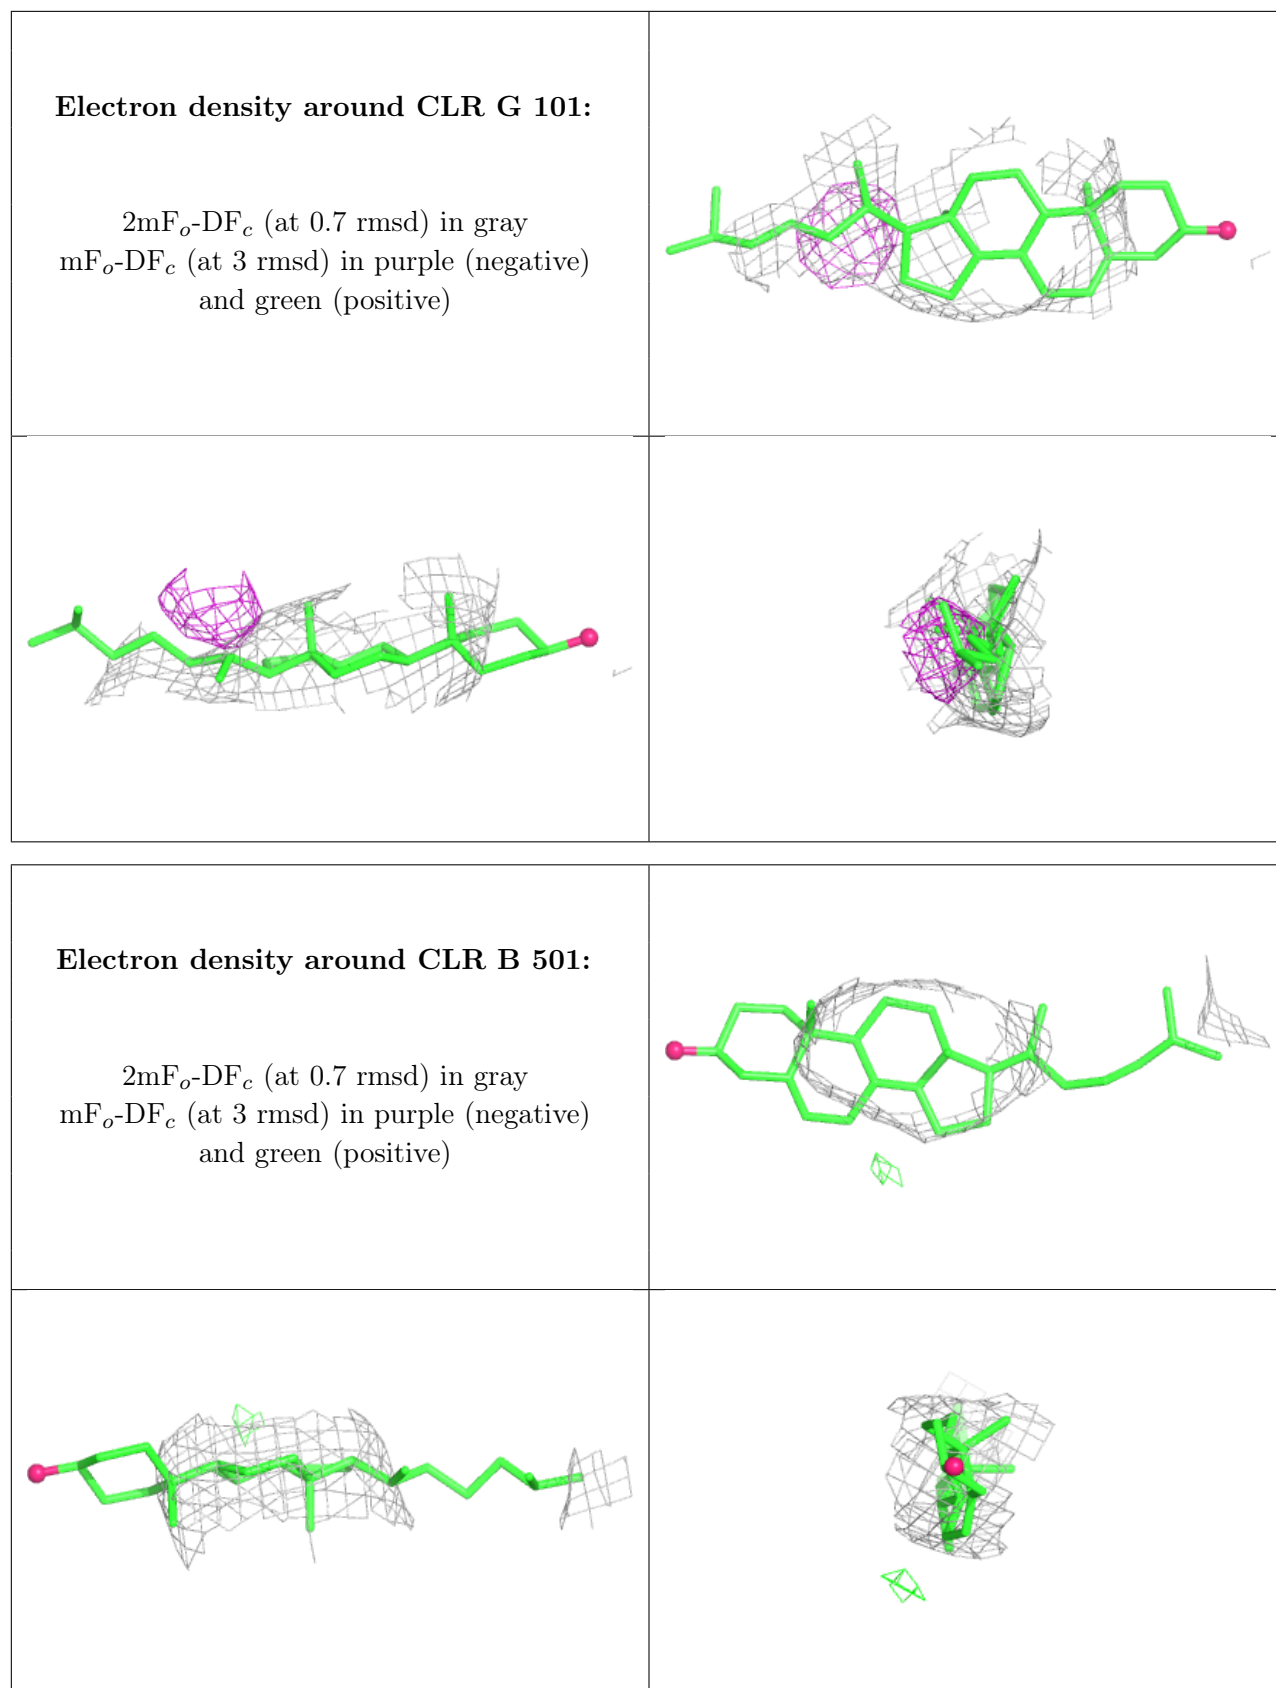 Electron density around CLR G 101:
2mFo-DFc (at 0.7 rmsd) in gray
mFo-DFc (at 3 rmsd) in purple (negative)
and green (positive)
Electron density around CLR B 501:
2mFo-DFc (at 0.7 rmsd) in gray
mFo-DFc (at 3 rmsd) in purple (negative)
and green (positive)